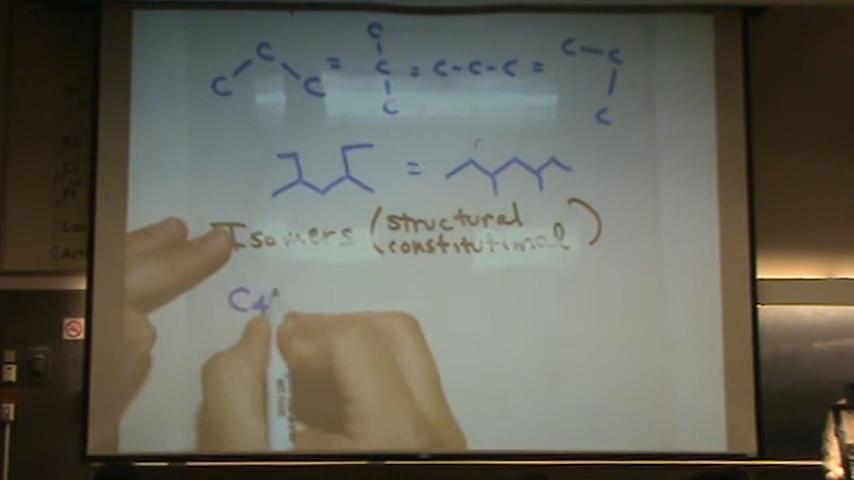 C
C C C = C = C-C-C = C-C
C C
Isomers (structural
constitutional)
C4